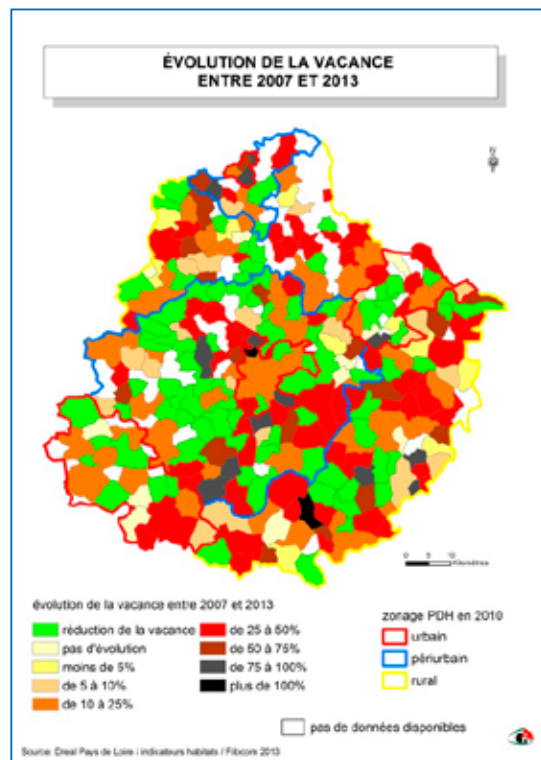 ÉVOLUTION DE LA VACANCE
ENTRE 2007 ET 2013
N
0 5 10
Kilomètres
évolution de la vacance entre 2007 et 2013
réduction de la vacance
pas d'évolution
moins de 5%
de 5 à 10%
de 10 à 25%
de 25 à 50%
de 50 à 75%
de 75 à 100%
plus de 100%
zonage PDH en 2010
urbain
périurbain
rural
pas de données disponibles
Source: Dreal Pays de Loire / indicateurs habitats / Filocom 2013